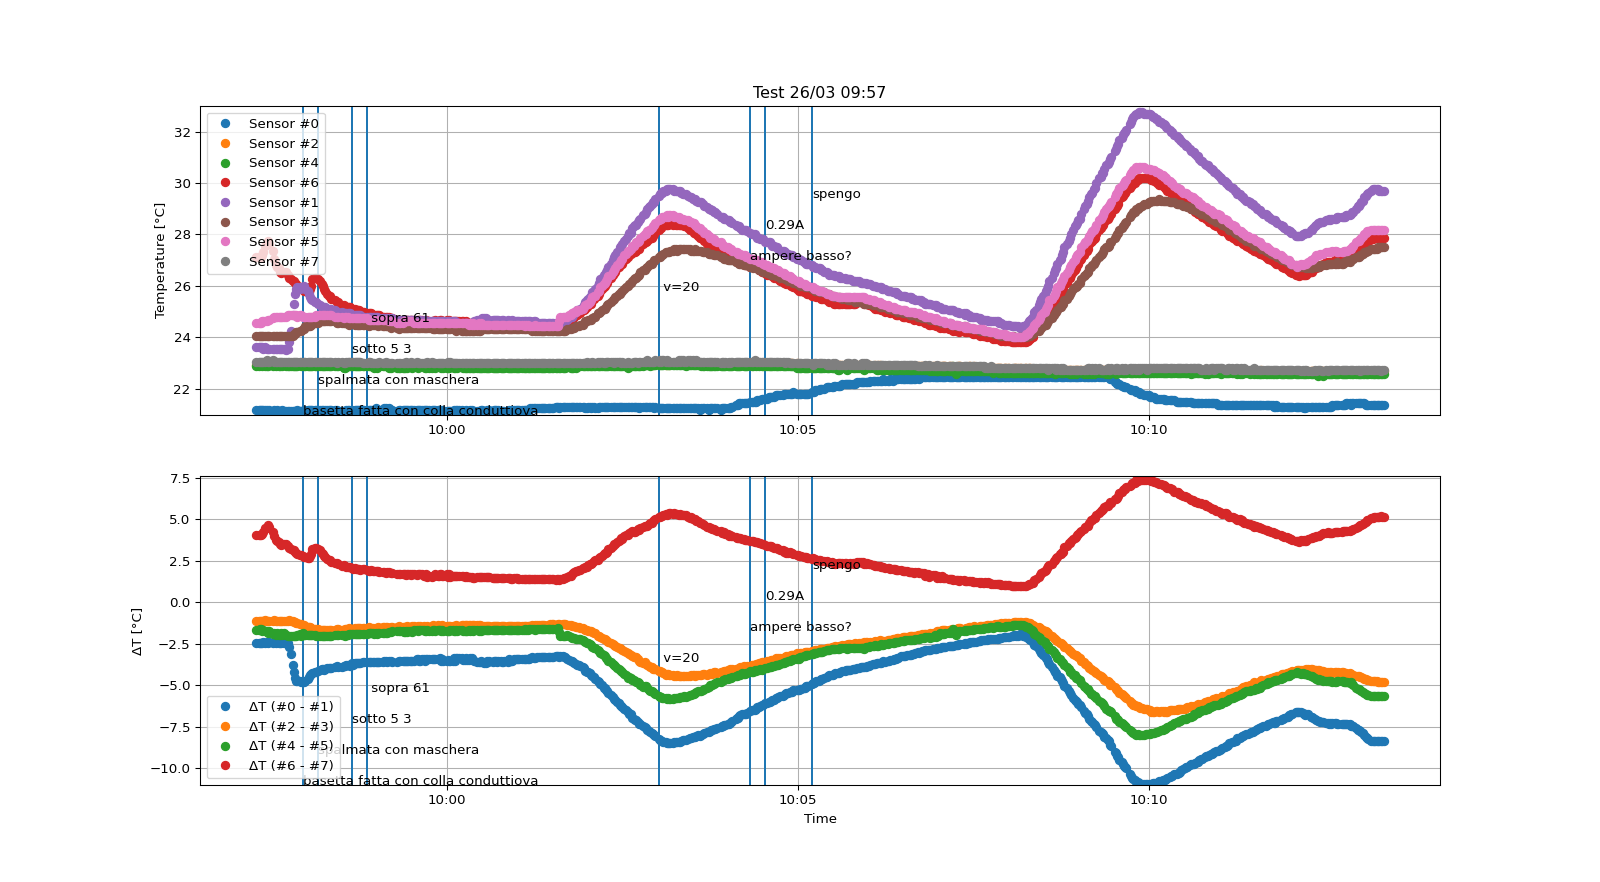 Test 26/03 09:57
Temperature [°C]
32
30
28
26
24
22
Sensor #0
Sensor #2
Sensor #4
Sensor #6
Sensor #1
Sensor #3
Sensor #5
Sensor #7
spengo
0.29A
ampere basso?
v=20
sopra 61
sotto 5 3
spalmata con maschera
basetta fatta con colla conduttiova
10:00
10:05
10:10
ΔT [°C]
7.5
5.0
2.5
0.0
−2.5
−5.0
−7.5
−10.0
spengo
0.29A
ampere basso?
v=20
sopra 61
sotto 5 3
spalmata con maschera
basetta fatta con colla conduttiova
ΔT (#0 - #1)
ΔT (#2 - #3)
ΔT (#4 - #5)
ΔT (#6 - #7)
10:00
10:05
10:10
Time